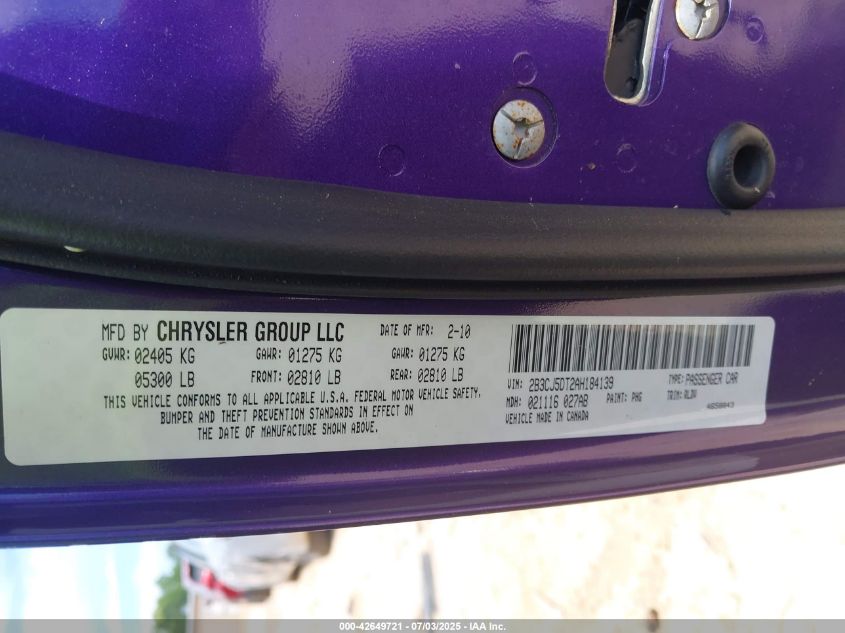 MFD BY CHRYSLER GROUP LLC DATE OF MFR: 2-10
GVWR: 02405 KG GAWR: 01275 KG GAWR: 01275 KG
05300 LB FRONT: 02810 LB REAR: 02810 LB
THIS VEHICLE CONFORMS TO ALL APPLICABLE U.S.A. FEDERAL MOTOR VEHICLE SAFETY,
BUMPER AND THEFT PREVENTION STANDARDS IN EFFECT ON
THE DATE OF MANUFACTURE SHOWN ABOVE.
VIN: 2B3CJ5DT2AH184139 TYPE: PASSENGER CAR
MDH: 021116 027AB PAINT: PHG TRIM: RLDV
VEHICLE MADE IN CANADA
000-42649721 - 07/03/2025 - IAA Inc.